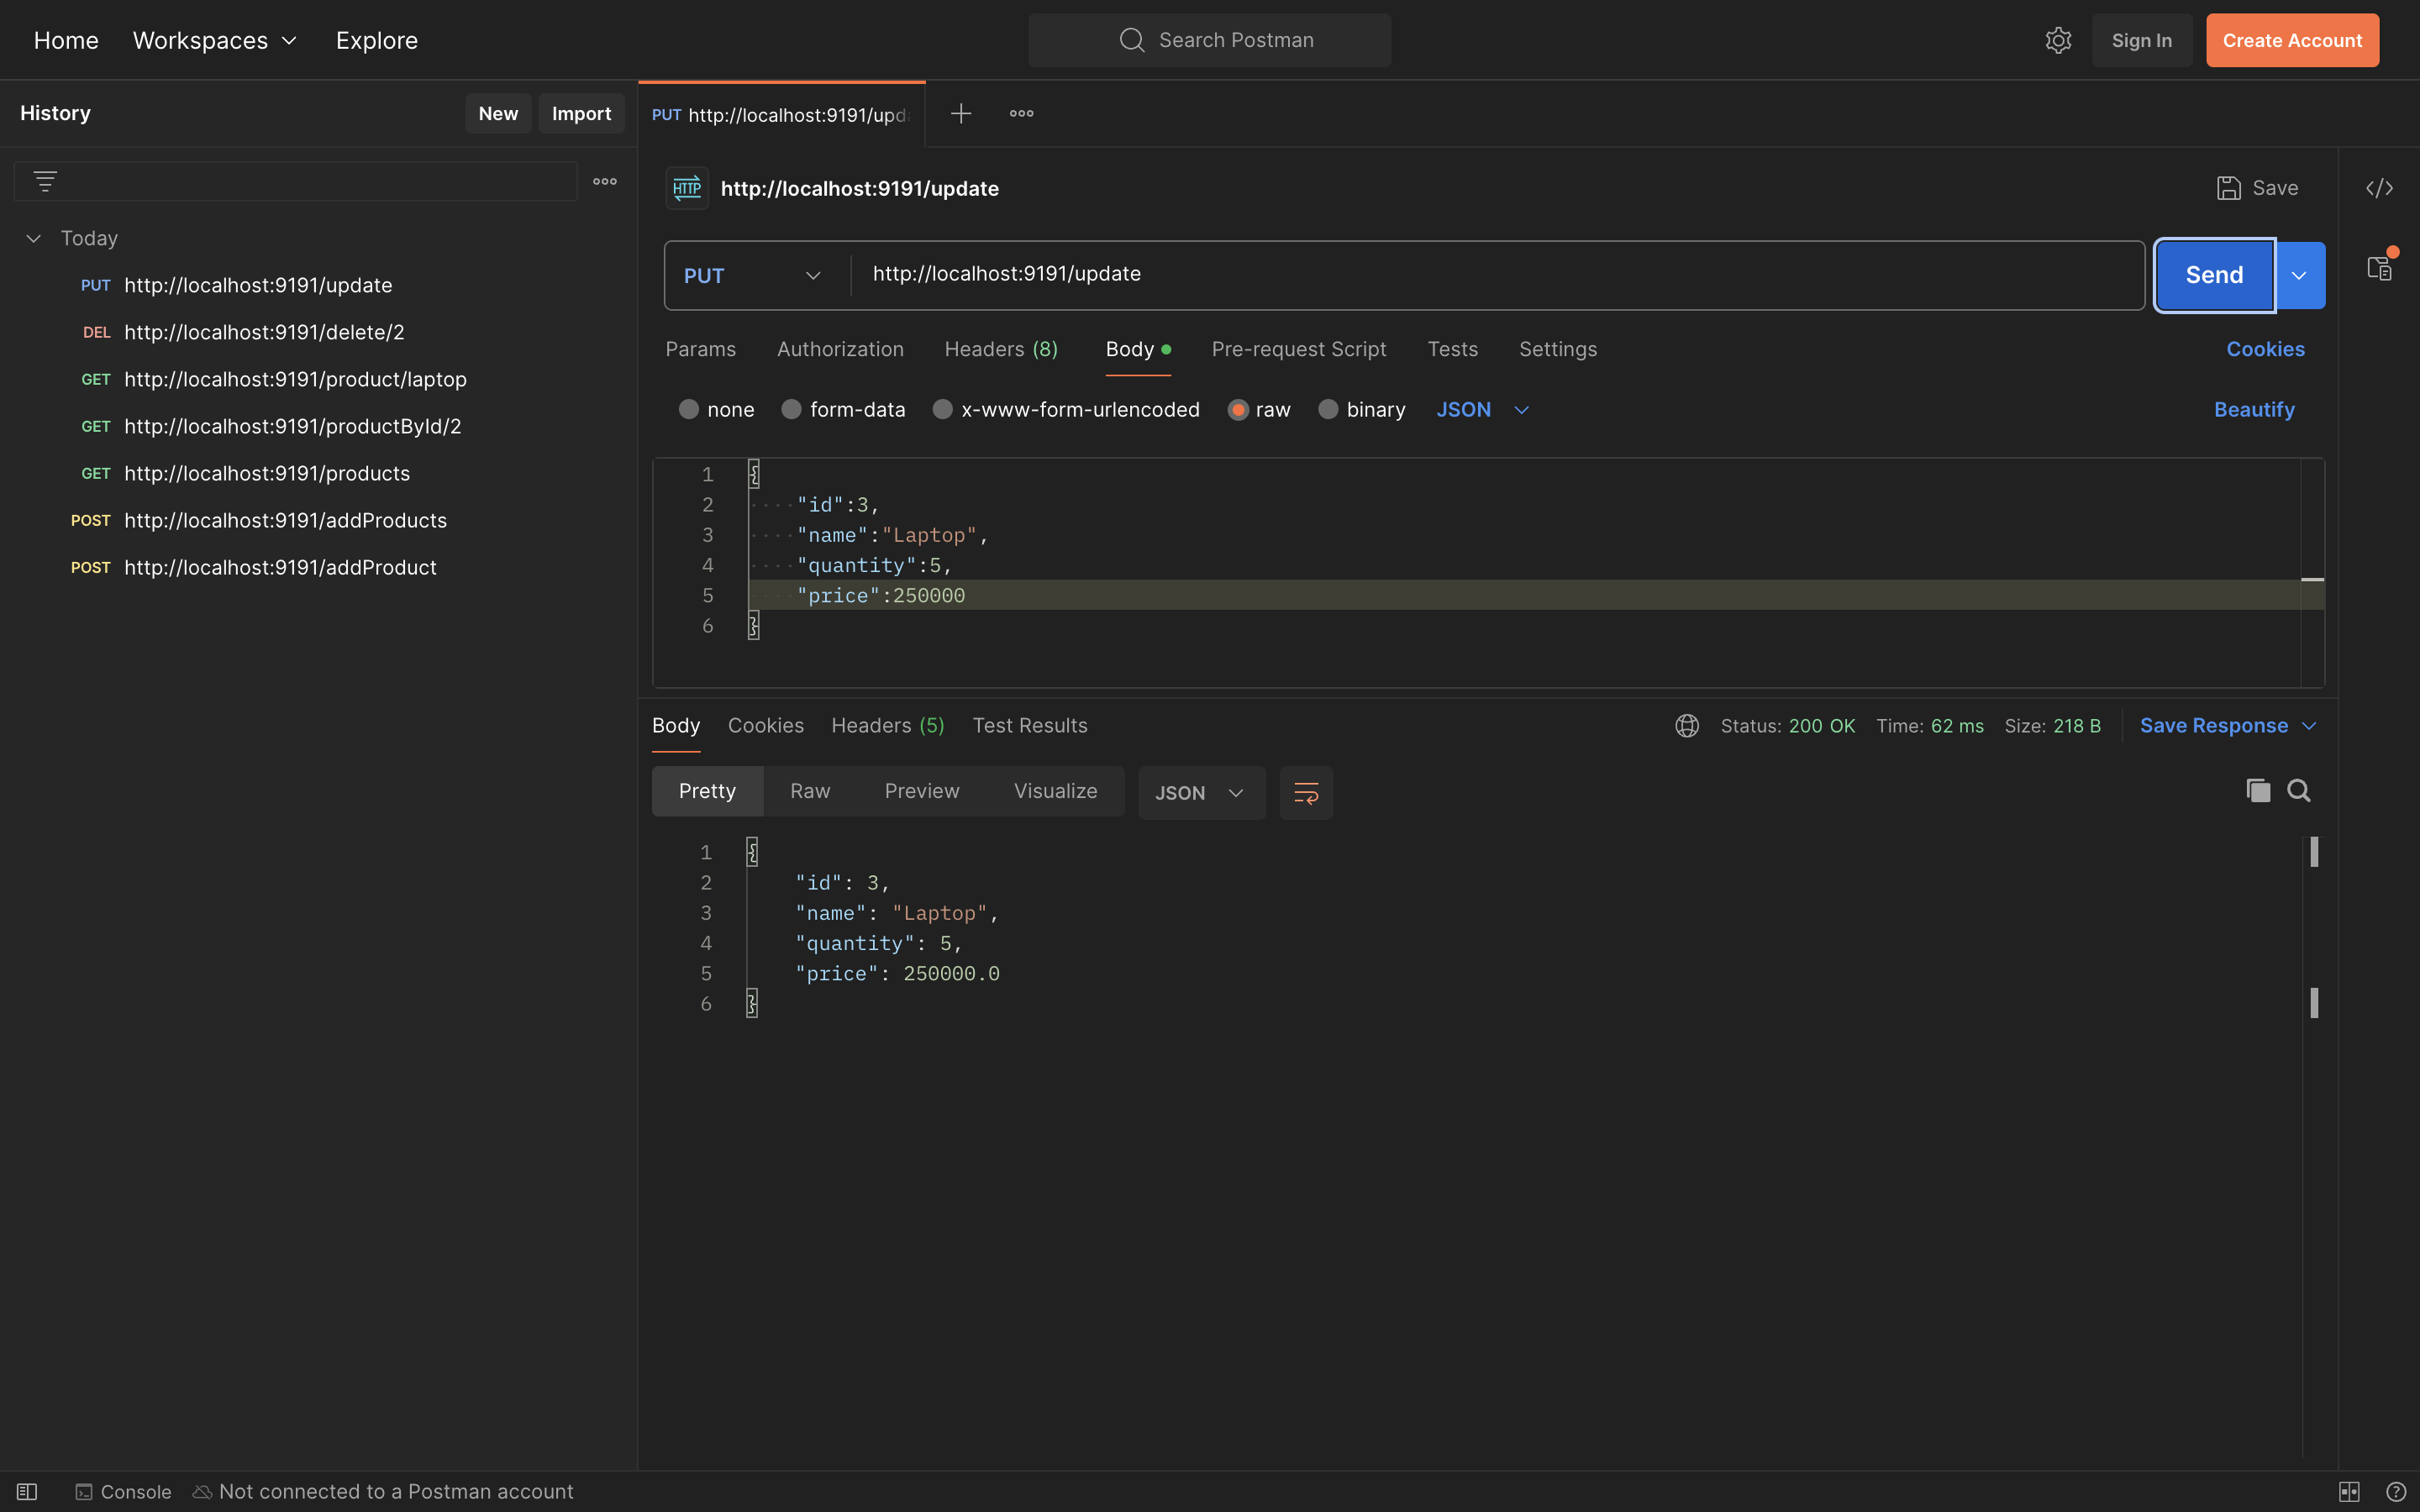 Home Workspaces Explore Search Postman Sign In Create Account
History New Import
PUT http://localhost:9191/upd
HTTP http://localhost:9191/update Save
Today
PUT http://localhost:9191/update
DEL http://localhost:9191/delete/2
GET http://localhost:9191/product/laptop
GET http://localhost:9191/productById/2
GET http://localhost:9191/products
POST http://localhost:9191/addProducts
POST http://localhost:9191/addProduct
PUT http://localhost:9191/update Send
Params Authorization Headers (8) Body Pre-request Script Tests Settings Cookies
none form-data x-www-form-urlencoded raw binary JSON Beautify
1 {
2 "id":3,
3 "name":"Laptop",
4 "quantity":5,
5 "price":250000
6 }
Body Cookies Headers (5) Test Results Status: 200 OK Time: 62 ms Size: 218 B Save Response
Pretty Raw Preview Visualize JSON
1 {
2 "id": 3,
3 "name": "Laptop",
4 "quantity": 5,
5 "price": 250000.0
6 }
Console Not connected to a Postman account